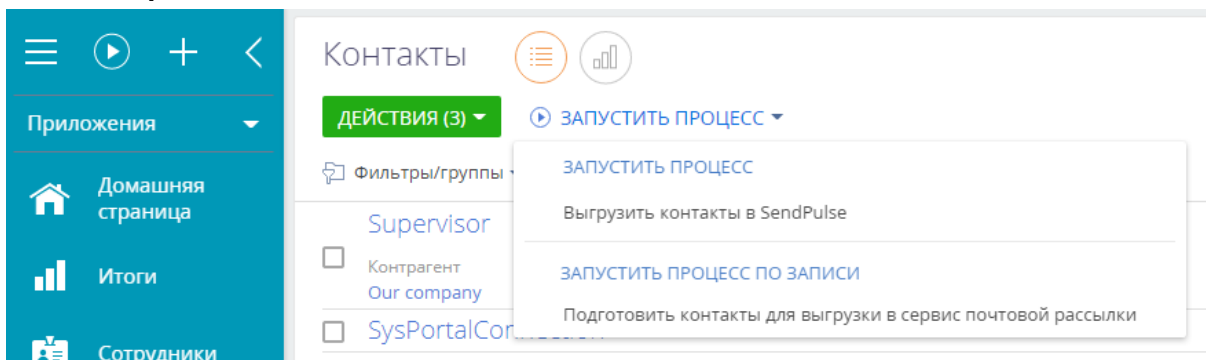 Контакты
ДЕЙСТВИЯ (3)
ЗАПУСТИТЬ ПРОЦЕСС
Приложения
ЗАПУСТИТЬ ПРОЦЕСС
Фильтры/группы
Домашняя
страница
Выгрузить контакты в SendPulse
Supervisor
Контрагент
Our company
ЗАПУСТИТЬ ПРОЦЕСС ПО ЗАПИСИ
Итоги
Подготовить контакты для выгрузки в сервис почтовой рассылки
Сотрудники